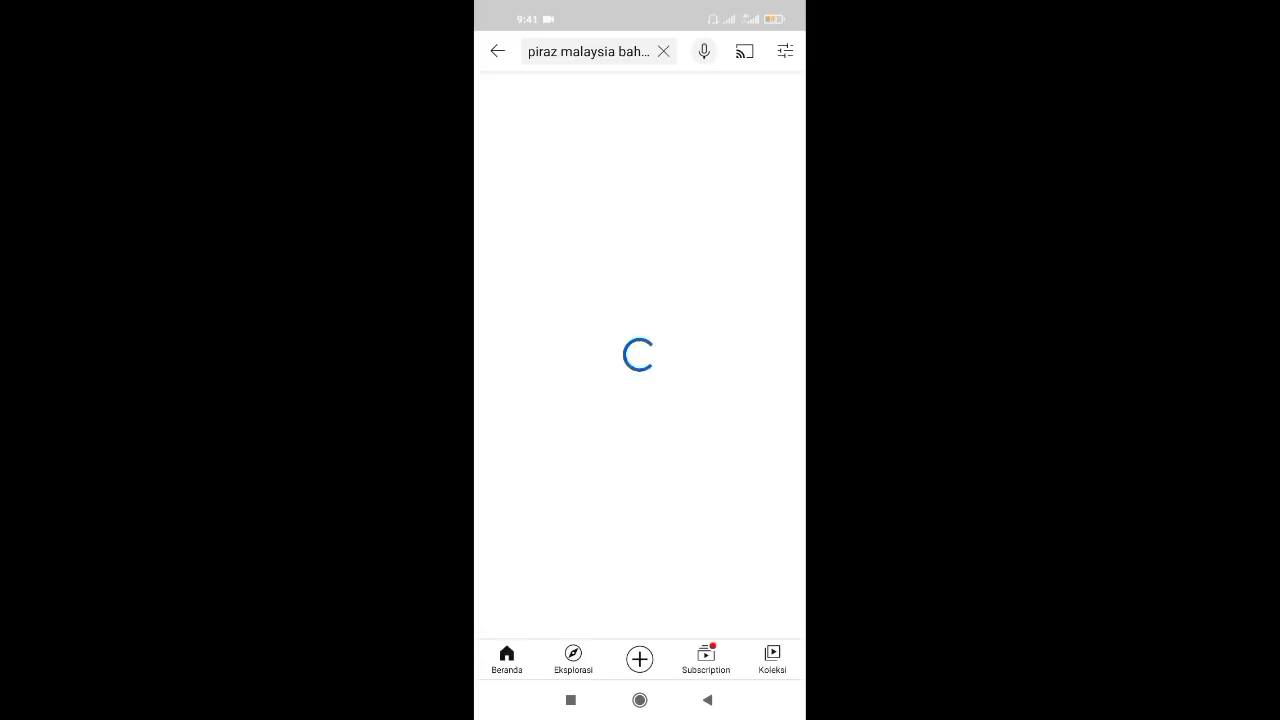 9:41
piraz malaysia bah...
Beranda
Eksplorasi
Subscription
Koleksi